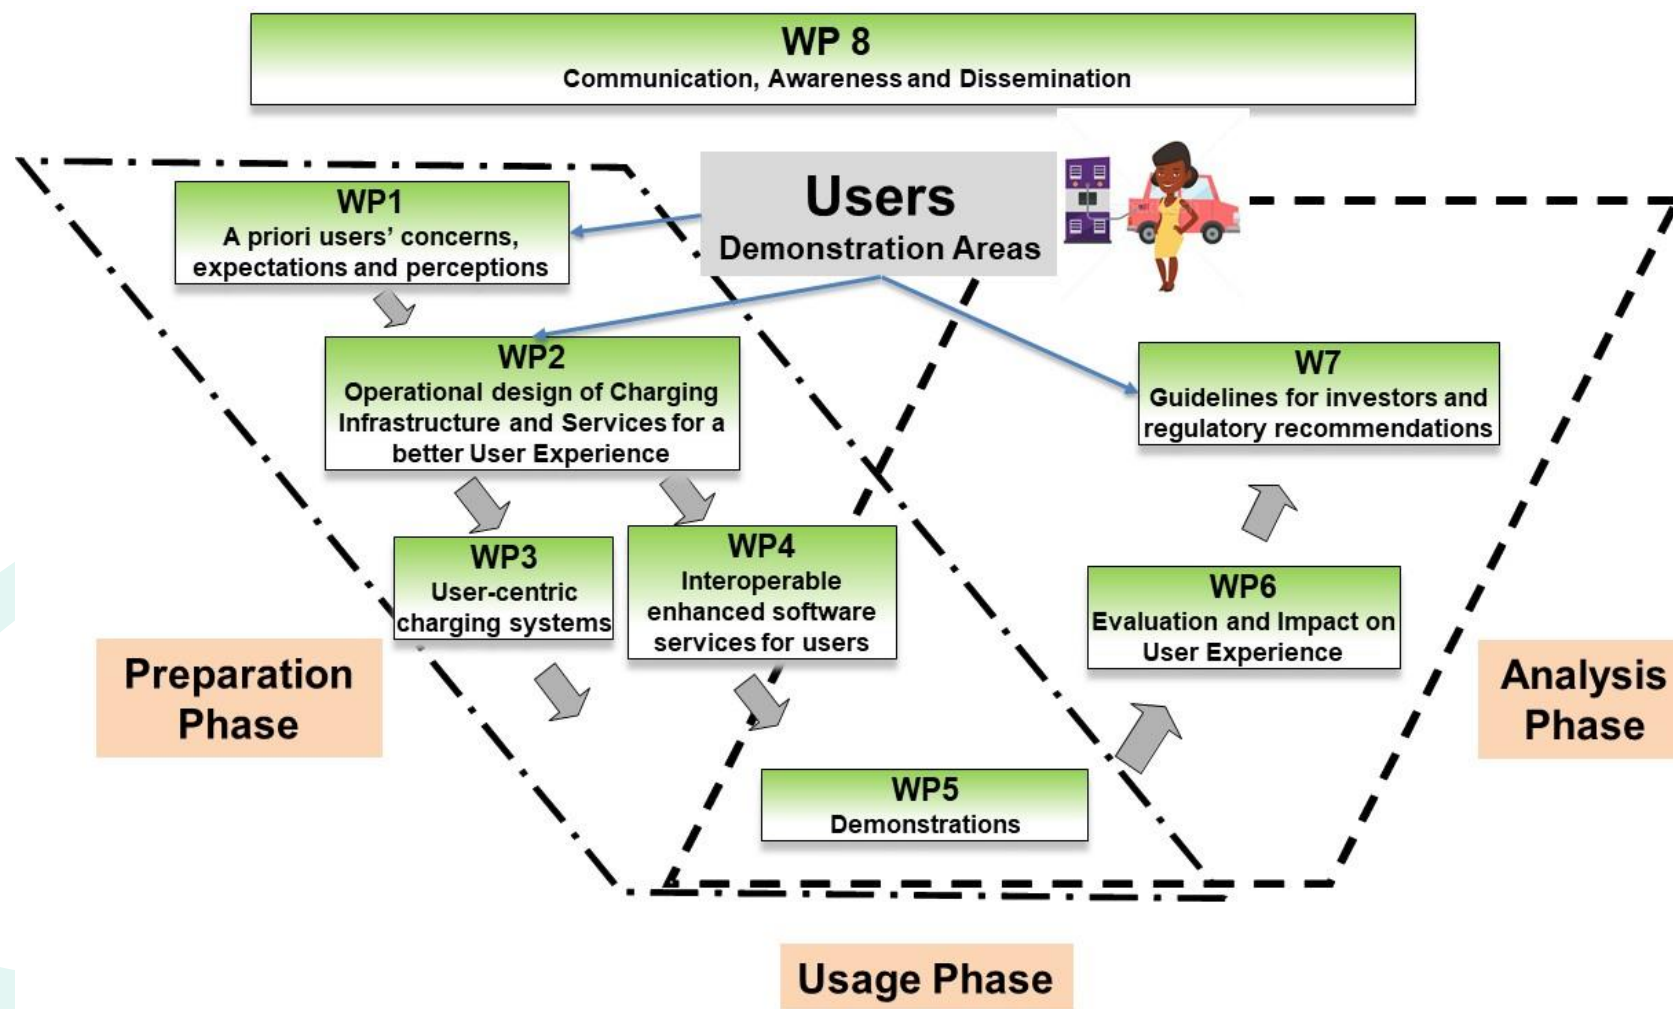 WP 8
Communication, Awareness and Dissemination
Users
Demonstration Areas
WP1
A priori users’ concerns,
expectations and perceptions
WP2
Operational design of Charging
Infrastructure and Services for a
better User Experience
W7
Guidelines for investors and
regulatory recommendations
WP3
User-centric
charging systems
WP4
Interoperable
enhanced software
services for users
WP6
Evaluation and Impact on
User Experience
Preparation
Phase
Analysis
Phase
WP5
Demonstrations
Usage Phase